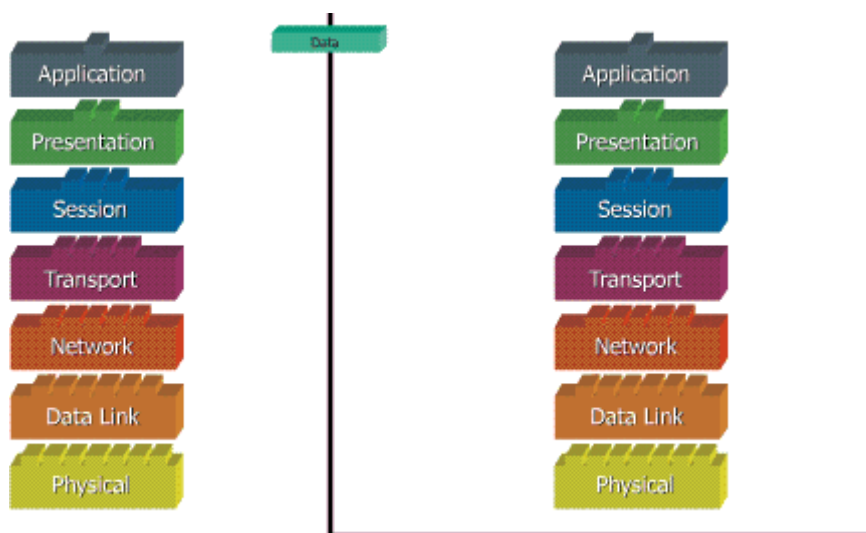 Data
Application
Presentation
Session
Transport
Network
Data Link
Physical
Application
Presentation
Session
Transport
Network
Data Link
Physical